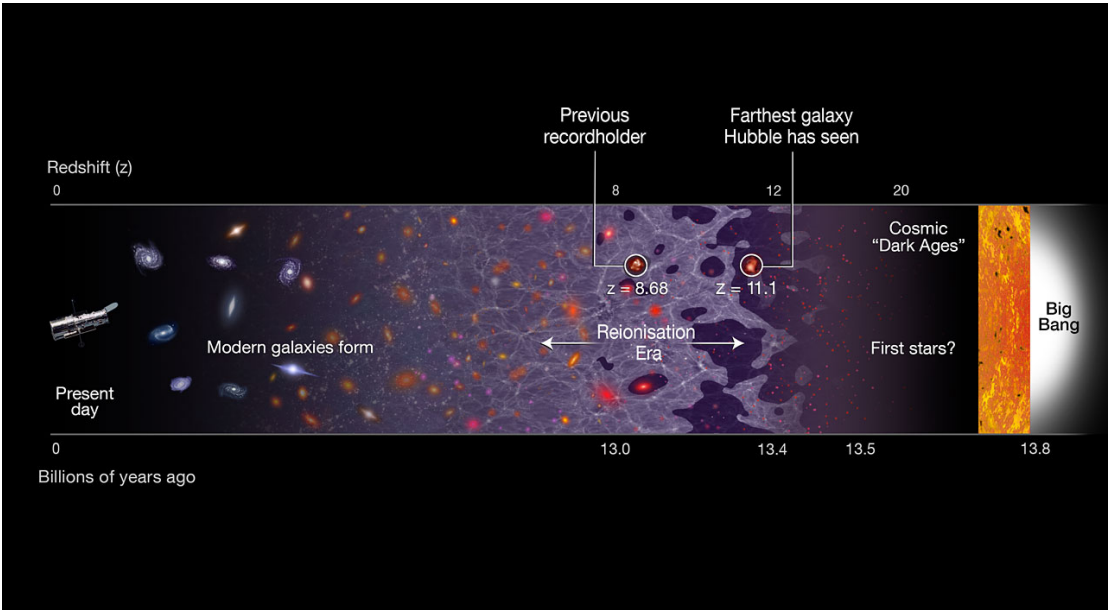 Previous
recordholder
Farthest galaxy
Hubble has seen
Redshift (z)
0 8 12 20
Cosmic
"Dark Ages"
z = 8.68 z = 11.1
Big
Bang
Reionisation
Era
Modern galaxies form
First stars?
Present
day
0 13.0 13.4 13.5 13.8
Billions of years ago